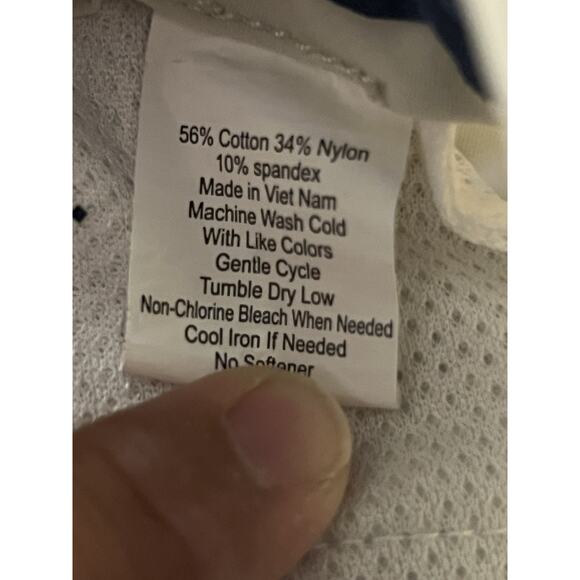 56% Cotton 34% Nylon
10% spandex
Made in Viet Nam
Machine Wash Cold
With Like Colors
Gentle Cycle
Tumble Dry Low
Non-Chlorine Bleach When Needed
Cool Iron If Needed
No Softener